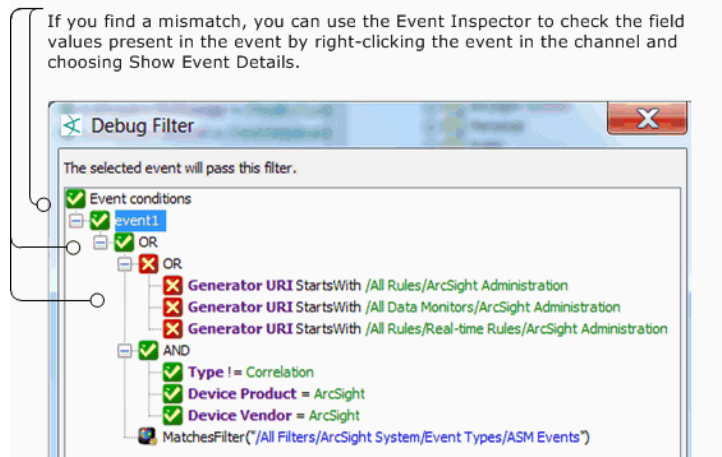 If you find a mismatch, you can use the Event Inspector to check the field
values present in the event by right-clicking the event in the channel and
choosing Show Event Details.
Debug Filter
The selected event will pass this filter.
Event conditions
event1
OR
OR
Generator URI StartsWith /All Rules/ArcSight Administration
Generator URI StartsWith /All Data Monitors/ArcSight Administration
Generator URI StartsWith /All Rules/Real-time Rules/ArcSight Administration
AND
Type != Correlation
Device Product = ArcSight
Device Vendor = ArcSight
MatchesFilter("/All Filters/ArcSight System/Event Types/ASM Events")